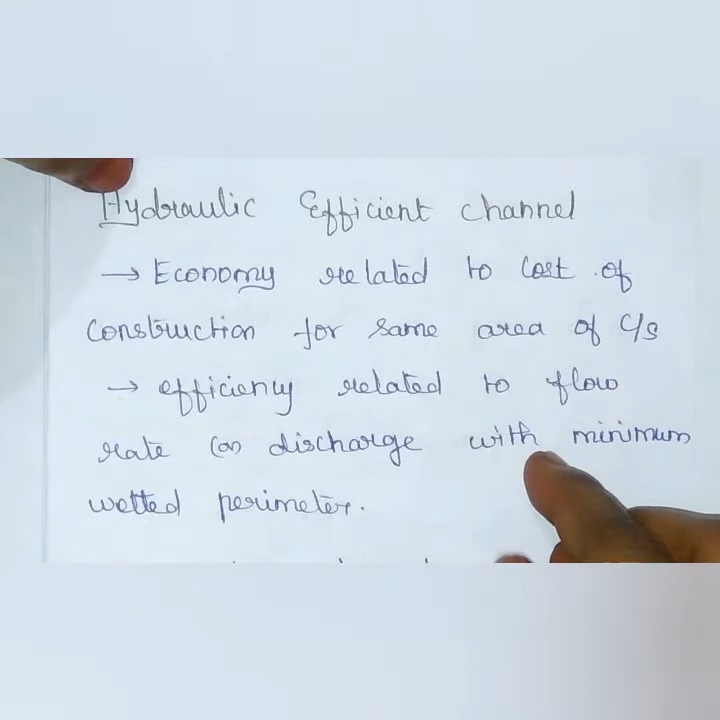 Hydraulic Efficient channel
→ Economy related to cost of
construction for same area of c/s
→ efficiency related to flow
rate (or) discharge with minimum
wetted perimeter.